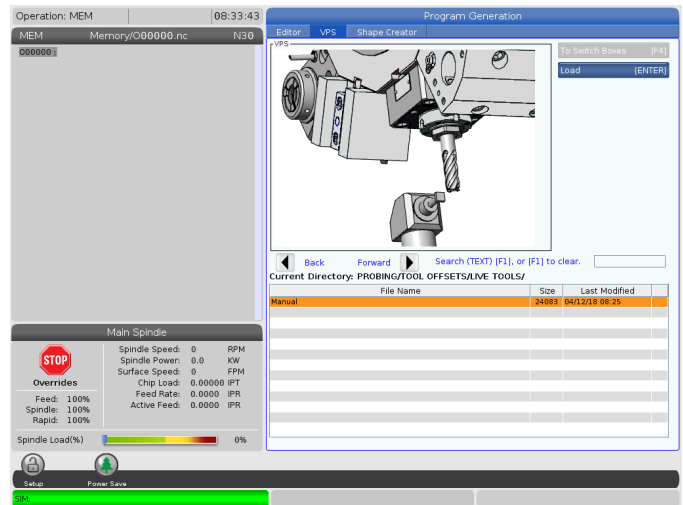 Operation: MEM
08:33:43
Program Generation
MEM Memory/O00000.nc N30
Editor VPS Shape Creator
O00000 ;
VPS
To Switch Boxes [F4]
Load [ENTER]
Back Forward Search (TEXT) [F1], or [F1] to clear.
Current Directory: PROBING/TOOL OFFSETS/LIVE TOOLS/
File Name Size Last Modified
Manual 24083 04/12/18 08:25
Main Spindle
STOP
Overrides
Feed: 100%
Spindle: 100%
Rapid: 100%
Spindle Speed: 0 RPM
Spindle Power: 0.0 KW
Surface Speed: 0 FPM
Chip Load: 0.00000 IPT
Feed Rate: 0.0000 IPR
Active Feed: 0.0000 IPR
Spindle Load(%) 0%
Setup Power Save
SIM: